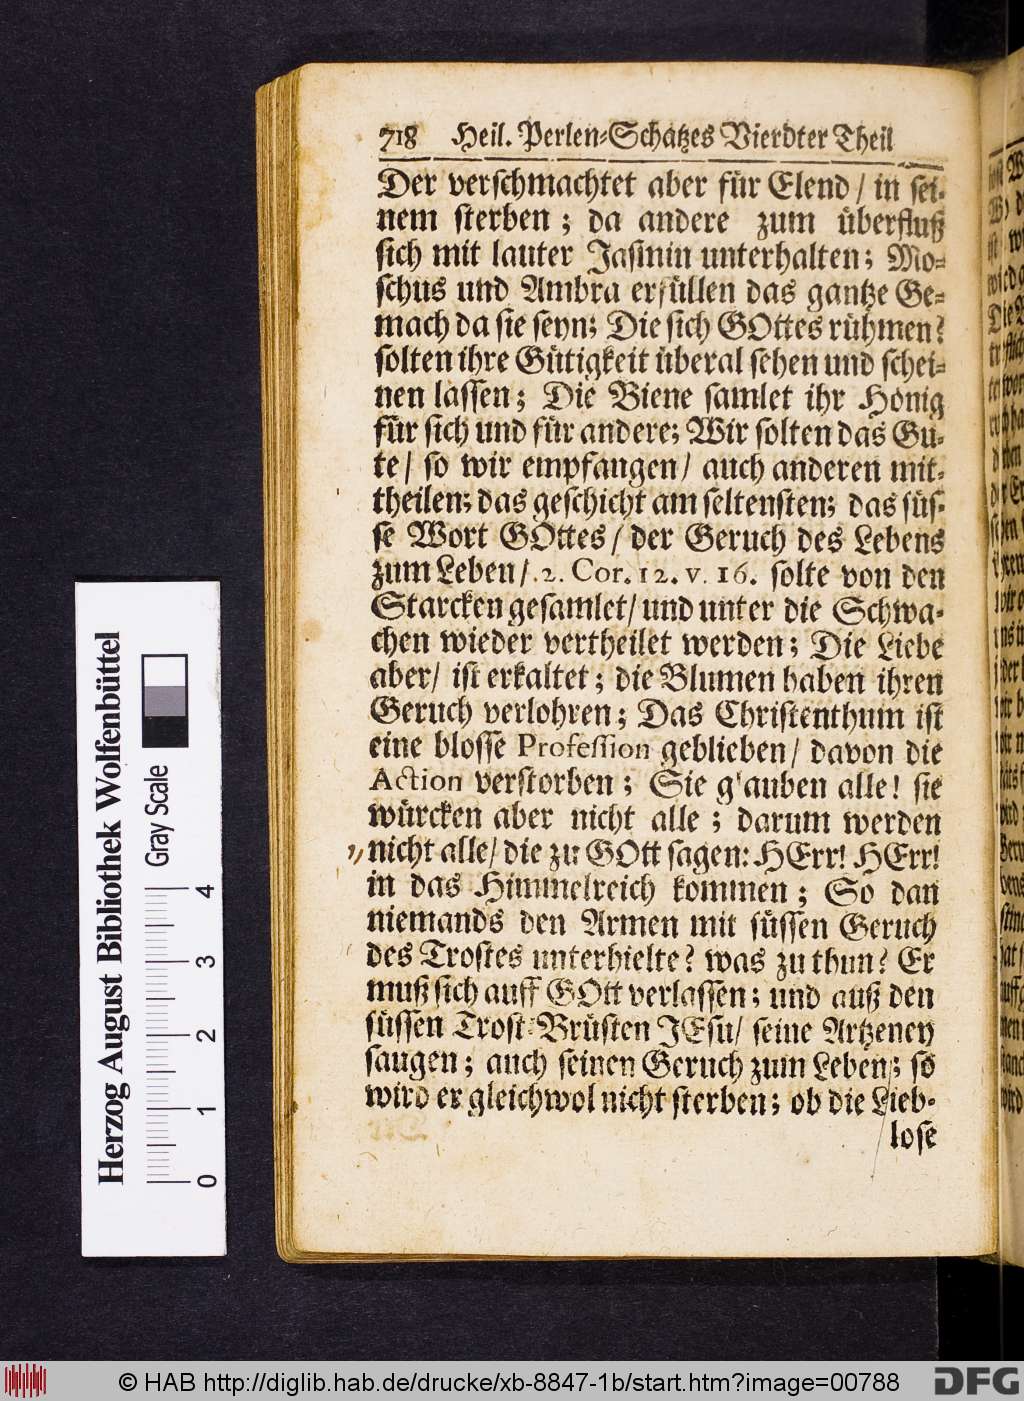 718 Heil. Perlen-Schatzes Vierdter Theil
Der verschmachtet aber für Elend / in sei-
nem sterben ; da andere zum überfluß
sich mit lauter Jasmin unterhalten; Mo-
schus und Ambra erfüllen das gantze Ge-
mach da sie seyn; Die sich GOttes rühmen?
solten ihre Gütigkeit überal sehen und schei-
nen lassen ; Die Biene samlet ihr Honig
für sich und für andere; Wir solten das Gu-
te / so wir empfangen / auch anderen mit-
theilen; das geschicht am seltensten; das süs-
se Wort GOttes / der Geruch des Lebens
zum Leben /. 2. Cor. 12. v. 16. solte von den
Starcken gesamlet / und unter die Schwa-
chen wieder vertheilet werden ; Die Liebe
aber / ist erkaltet ; die Blumen haben ihren
Geruch verlohren ; Das Christenthum ist
eine blosse Profession geblieben / davon die
Action verstorben ; Sie glauben alle! sie
würcken aber nicht alle ; darum werden
nicht alle / die zu GOtt sagen: HErr! HErr!
in das Himmelreich kommen ; So dan
niemands den Armen mit süssen Geruch
des Trostes unterhielte? was zu thun? Er
muß sich auff GOtt verlassen ; und auß den
süssen Trost-Brüsten JEsu / seine Artzeney
saugen ; auch seinen Geruch zum Leben ; so
wird er gleichwol nicht sterben ; ob die Lieb-
lose
Herzog August Bibliothek Wolfenbüttel
Gray Scale
0 1 2 3 4
© HAB http://diglib.hab.de/drucke/xb-8847-1b/start.htm?image=00788
DFG